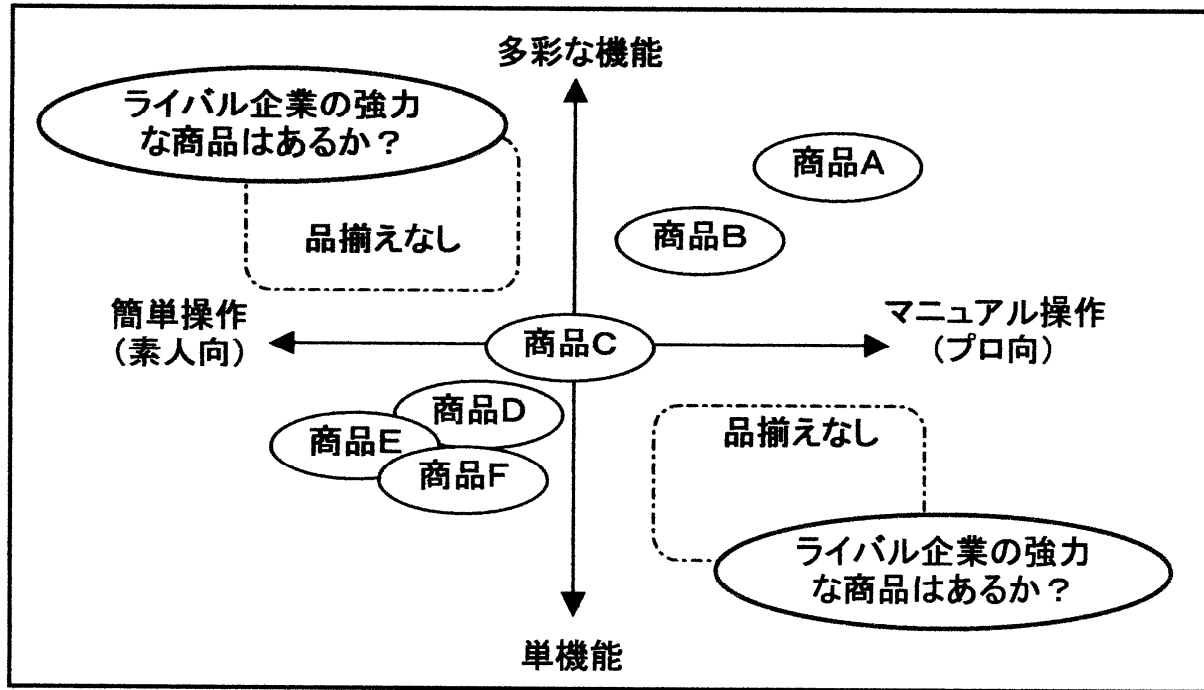 多彩な機能
ライバル企業の強力
な商品はあるか？
商品A
品揃えなし
商品B
簡単操作
（素人向）
商品C
マニュアル操作
（プロ向）
商品D
商品E
商品F
品揃えなし
ライバル企業の強力
な商品はあるか？
単機能